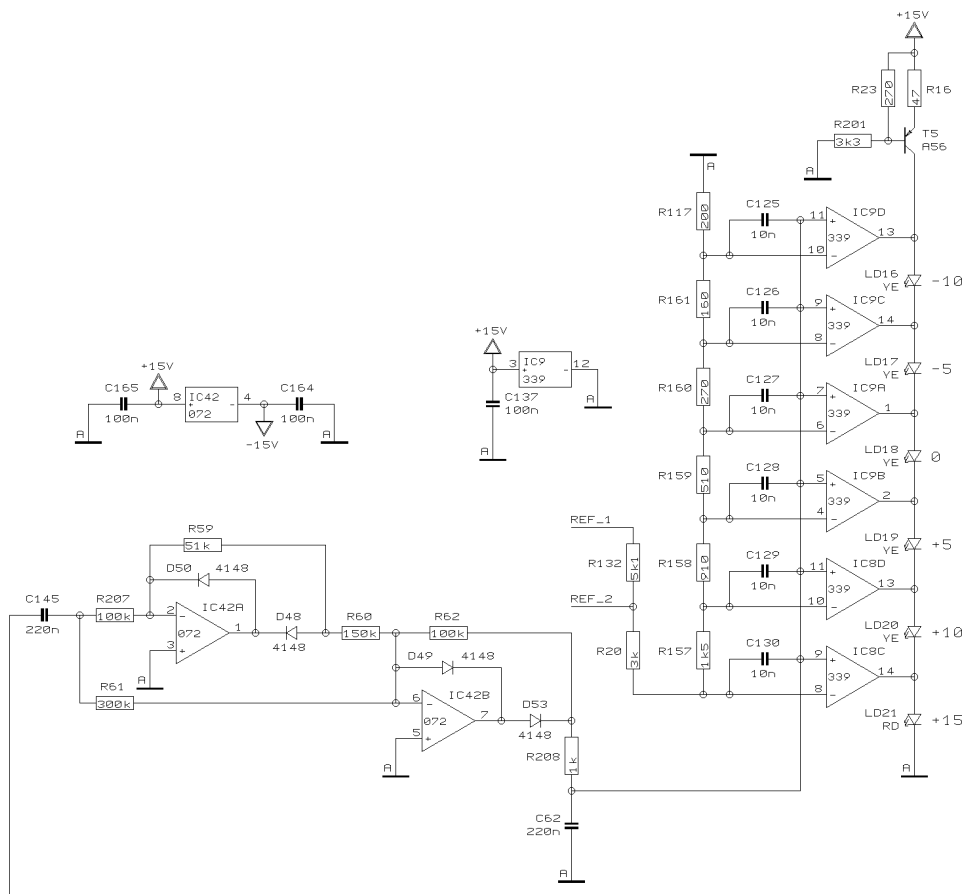 +15V
R23
270
47
R16
R201
3k3
T5
A56
A
A
R117
200
C125
10n
11
+
339
10
-
IC9D
13
LD16
YE
-10
R161
160
C126
10n
9
+
339
8
-
IC9C
14
LD17
YE
-5
+15V
3
+
IC9
339
-
12
C137
100n
A
A
R160
270
C127
10n
7
+
339
6
-
IC9A
1
LD18
YE
0
+15V
C165
100n
8
+
IC42
072
-
4
C164
100n
-15V
A
A
R159
510
C128
10n
5
+
339
4
-
IC9B
2
LD19
YE
+5
REF_1
R132
5k1
REF_2
R158
910
C129
10n
11
+
339
10
-
IC8D
13
LD20
YE
+10
R20
3k
R157
1k5
C130
10n
9
+
339
8
-
IC8C
14
LD21
RD
+15
A
R59
51k
D50
4148
C145
220n
R207
100k
2
-
072
3
+
IC42A
1
A
D48
4148
R60
150k
R62
100k
D49
4148
R61
300k
6
-
072
5
+
IC42B
7
A
D53
4148
R208
1k
C62
220n
A